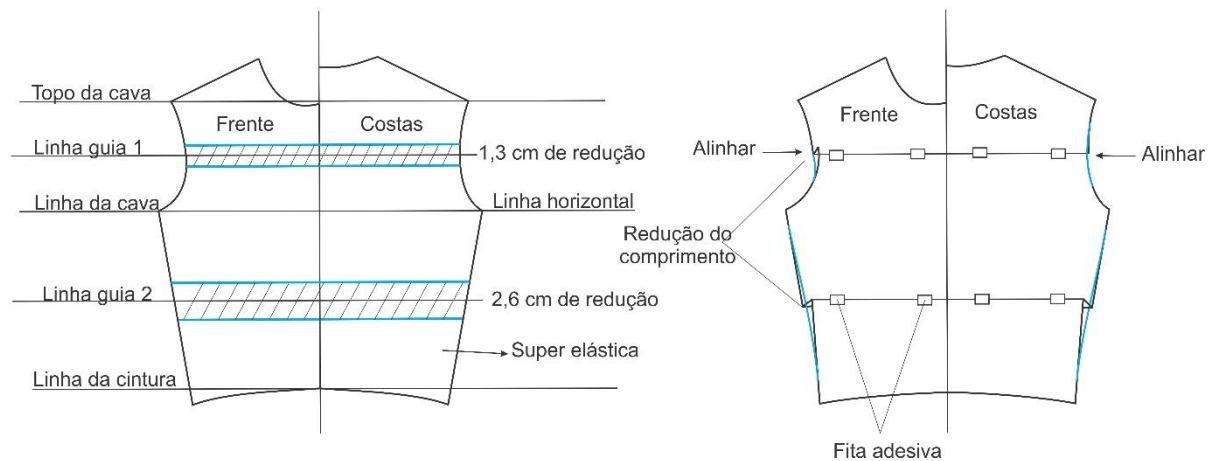 Topo da cava
Frente
Costas
Linha guia 1
1,3 cm de redução
Linha da cava
Linha horizontal
Linha guia 2
2,6 cm de redução
Super elástica
Linha da cintura
Frente
Costas
Alinhar
Alinhar
Redução do
comprimento
Fita adesiva